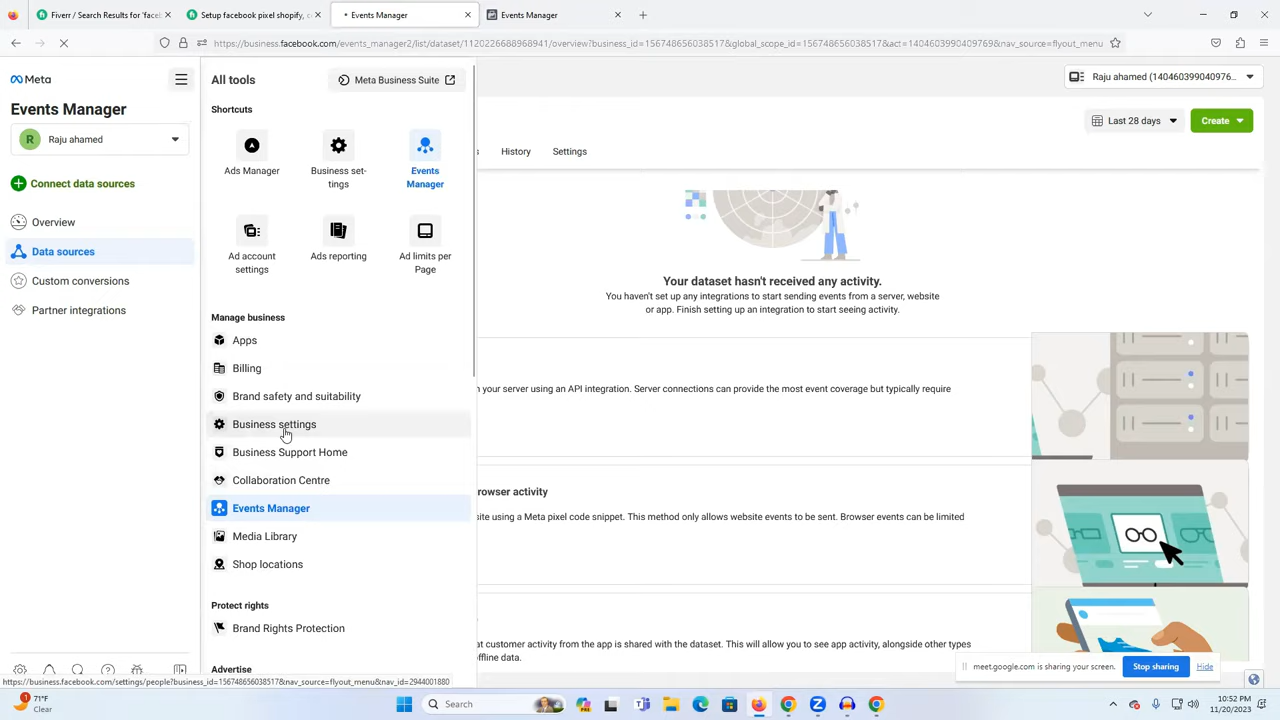 Fiverr / Search Results for 'faceb
Setup facebook pixel shopify, c
Events Manager
Events Manager
https://business.facebook.com/events_manager2/list/dataset/1120226688968941/overview?business_id=156748656038517&global_scope_id=156748656038517&act=1404603990409769&nav_source=flyout_menu
Meta
All tools
Meta Business Suite
Raju ahamed (140460399040976...
Events Manager
Shortcuts
Raju ahamed
Last 28 days
Create
History
Settings
Ads Manager
Business set-
tings
Events
Manager
Connect data sources
Overview
Data sources
Custom conversions
Partner integrations
Ad account
settings
Ads reporting
Ad limits per
Page
Your dataset hasn't received any activity.
You haven't set up any integrations to start sending events from a server, website
or app. Finish setting up an integration to start seeing activity.
Manage business
Apps
Billing
Brand safety and suitability
Business settings
Business Support Home
Collaboration Centre
Events Manager
Media Library
Shop locations
Protect rights
Brand Rights Protection
Advertise
your server using an API integration. Server connections can provide the most event coverage but typically require
rowser activity
site using a Meta pixel code snippet. This method only allows website events to be sent. Browser events can be limited
at customer activity from the app is shared with the dataset. This will allow you to see app activity, alongside other types
offline data.
meet.google.com is sharing your screen.
Stop sharing
Hide
https://business.facebook.com/settings/people?business_id=156748656038517&nav_source=flyout_menu&nav_id=2944001880
71°F
Clear
Search
10:52 PM
11/20/2023